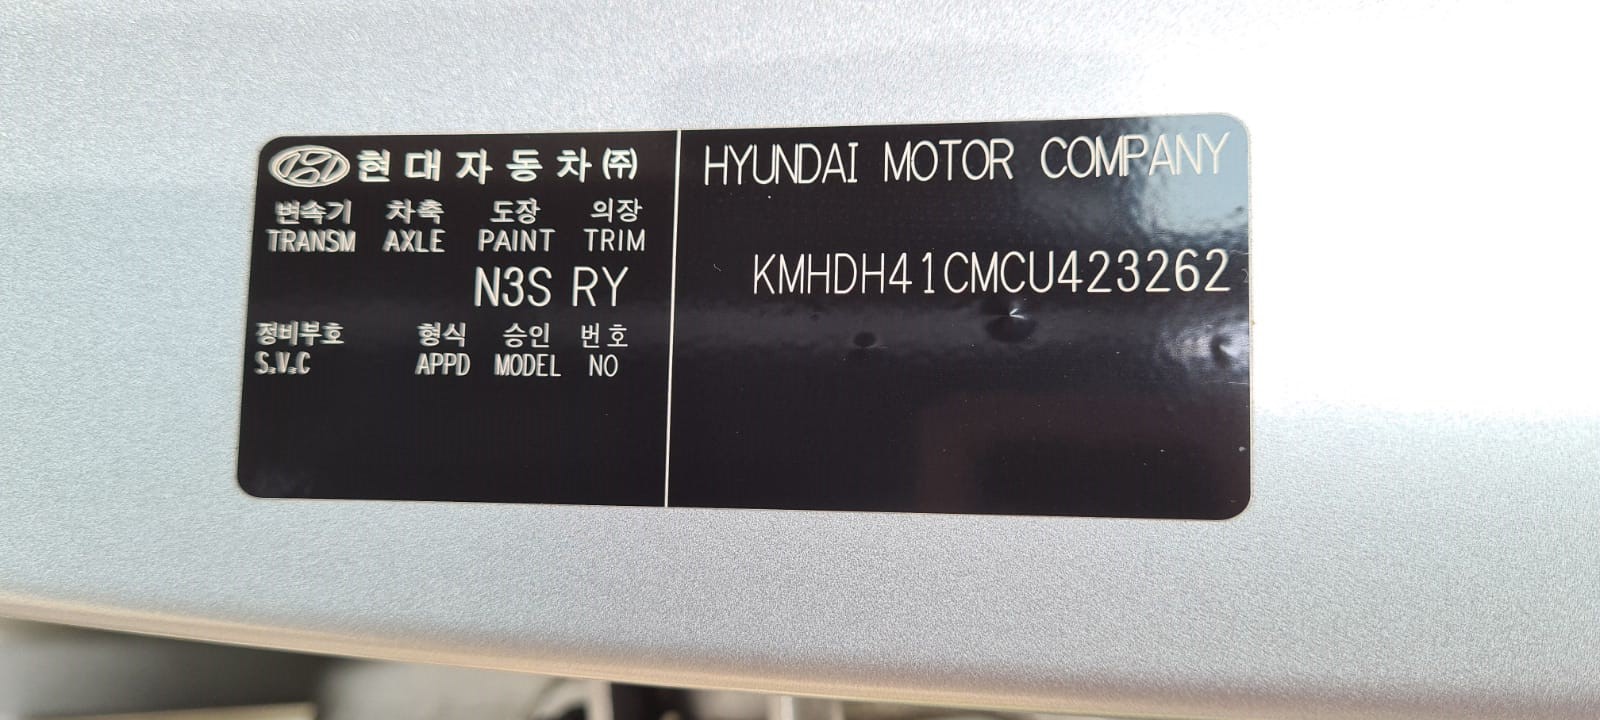 현대자동차㈜
변속기 차축 도장 의장
TRANSM AXLE PAINT TRIM
N3S RY
정비부호 형식 승인 번호
S.V.C APPD MODEL NO
HYUNDAI MOTOR COMPANY
KMHDH41CMCU423262